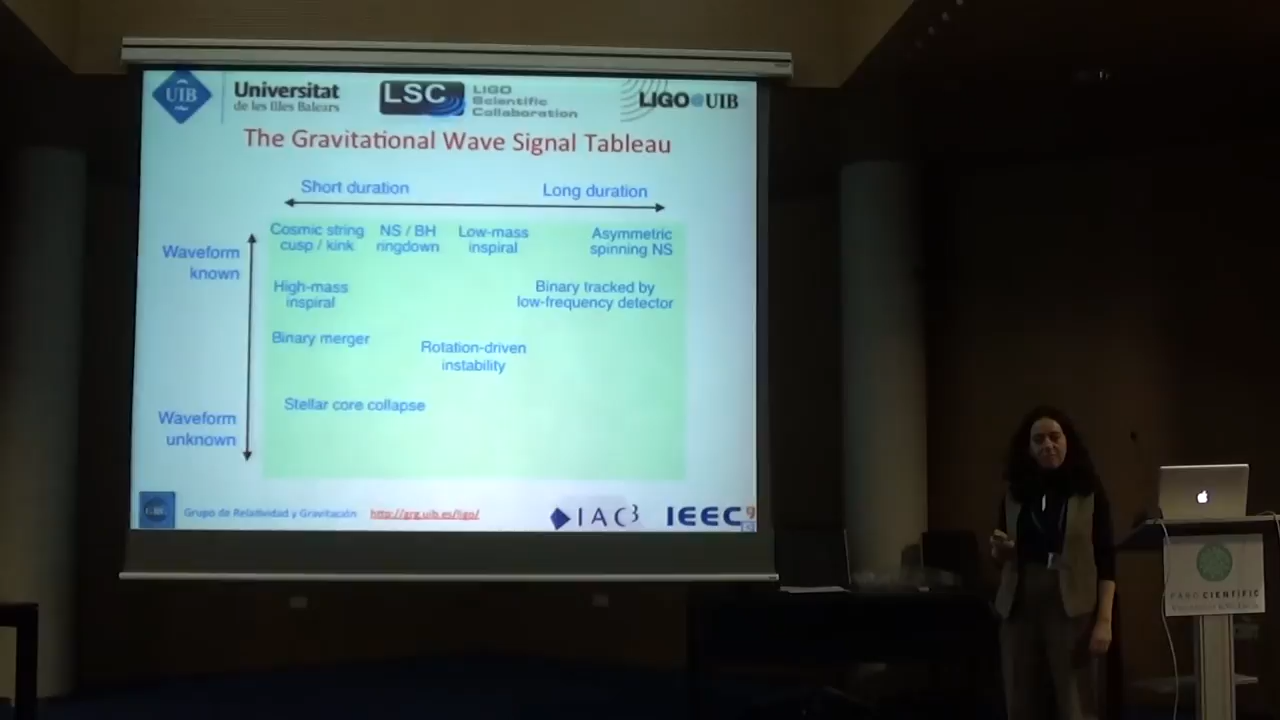 UIB
Universitat
de les Illes Balears
LSC
LIGO
Scientific
Collaboration
LIGO@UIB
The Gravitational Wave Signal Tableau
Short duration
Long duration
Waveform
known
Cosmic string
cusp / kink
NS / BH
ringdown
Low-mass
inspiral
Asymmetric
spinning NS
High-mass
inspiral
Binary tracked by
low-frequency detector
Binary merger
Rotation-driven
instability
Stellar core collapse
Waveform
unknown
Grupo de Relatividad y Gravitación
http://grg.uib.es/ligo/
IAC3
IEEC
9
PARC CIENTÍFIC